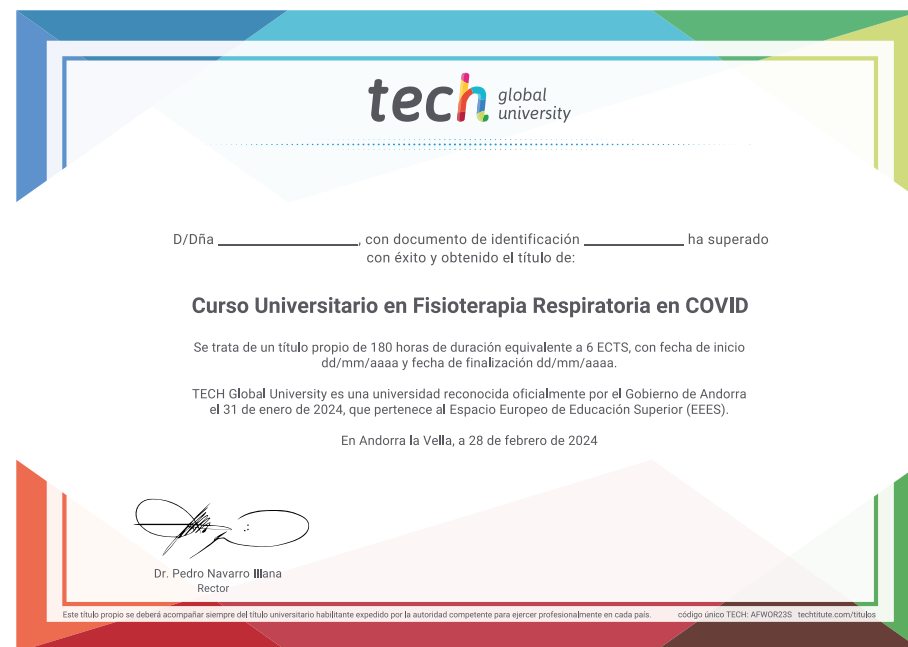 tech global university
D/Dña ______________, con documento de identificación __________ ha superado
con éxito y obtenido el título de:
Curso Universitario en Fisioterapia Respiratoria en COVID
Se trata de un título propio de 180 horas de duración equivalente a 6 ECTS, con fecha de inicio
dd/mm/aaaa y fecha de finalización dd/mm/aaaa.
TECH Global University es una universidad reconocida oficialmente por el Gobierno de Andorra
el 31 de enero de 2024, que pertenece al Espacio Europeo de Educación Superior (EEES).
En Andorra la Vella, a 28 de febrero de 2024
Dr. Pedro Navarro Illana
Rector
Este título propio se deberá acompañar siempre del título universitario habilitante expedido por la autoridad competente para ejercer profesionalmente en cada país. código único TECH: AFWOR23S techtitute.com/títulos